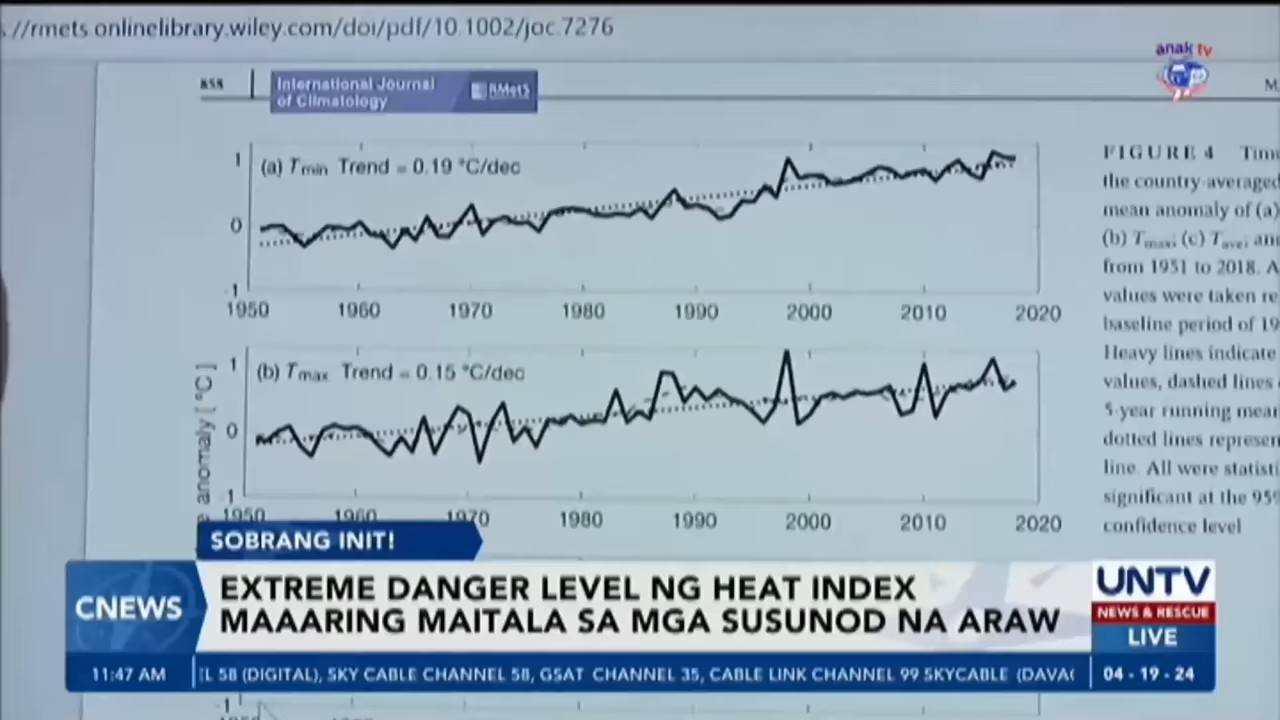 ://rmets.onlinelibrary.wiley.com/doi/pdf/10.1002/joc.7276
anak tv
858
International Journal
of Climatology
RMetS
M
(a) Tmin Trend = 0.19 °C/dec
1
0
-1
1950 1960 1970 1980 1990 2000 2010 2020
(b) Tmax Trend = 0.15 °C/dec
1
0
-1
anomaly [°C]
1950 1960 1970 1980 1990 2000 2010 2020
FIGURE 4 Time
the country-averaged
mean anomaly of (a)
(b) Tmax; (c) Tave; and
from 1951 to 2018. A
values were taken re
baseline period of 19
Heavy lines indicate
values, dashed lines
5-year running mean
dotted lines represen
line. All were statisti
significant at the 95%
confidence level
SOBRANG INIT!
CNEWS
EXTREME DANGER LEVEL NG HEAT INDEX
MAAARING MAITALA SA MGA SUSUNOD NA ARAW
UNTV
NEWS & RESCUE
LIVE
11:47 AM
EL 58 (DIGITAL), SKY CABLE CHANNEL 58, GSAT CHANNEL 35, CABLE LINK CHANNEL 99 SKYCABLE (DAVAO
04 - 19 - 24
-1